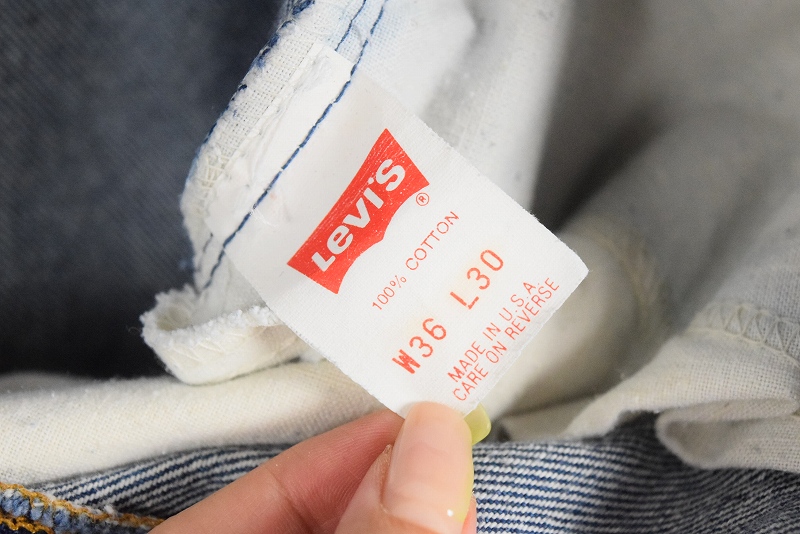 Levi's®
100% COTTON
W36 L30
MADE IN U.S.A.
CARE ON REVERSE